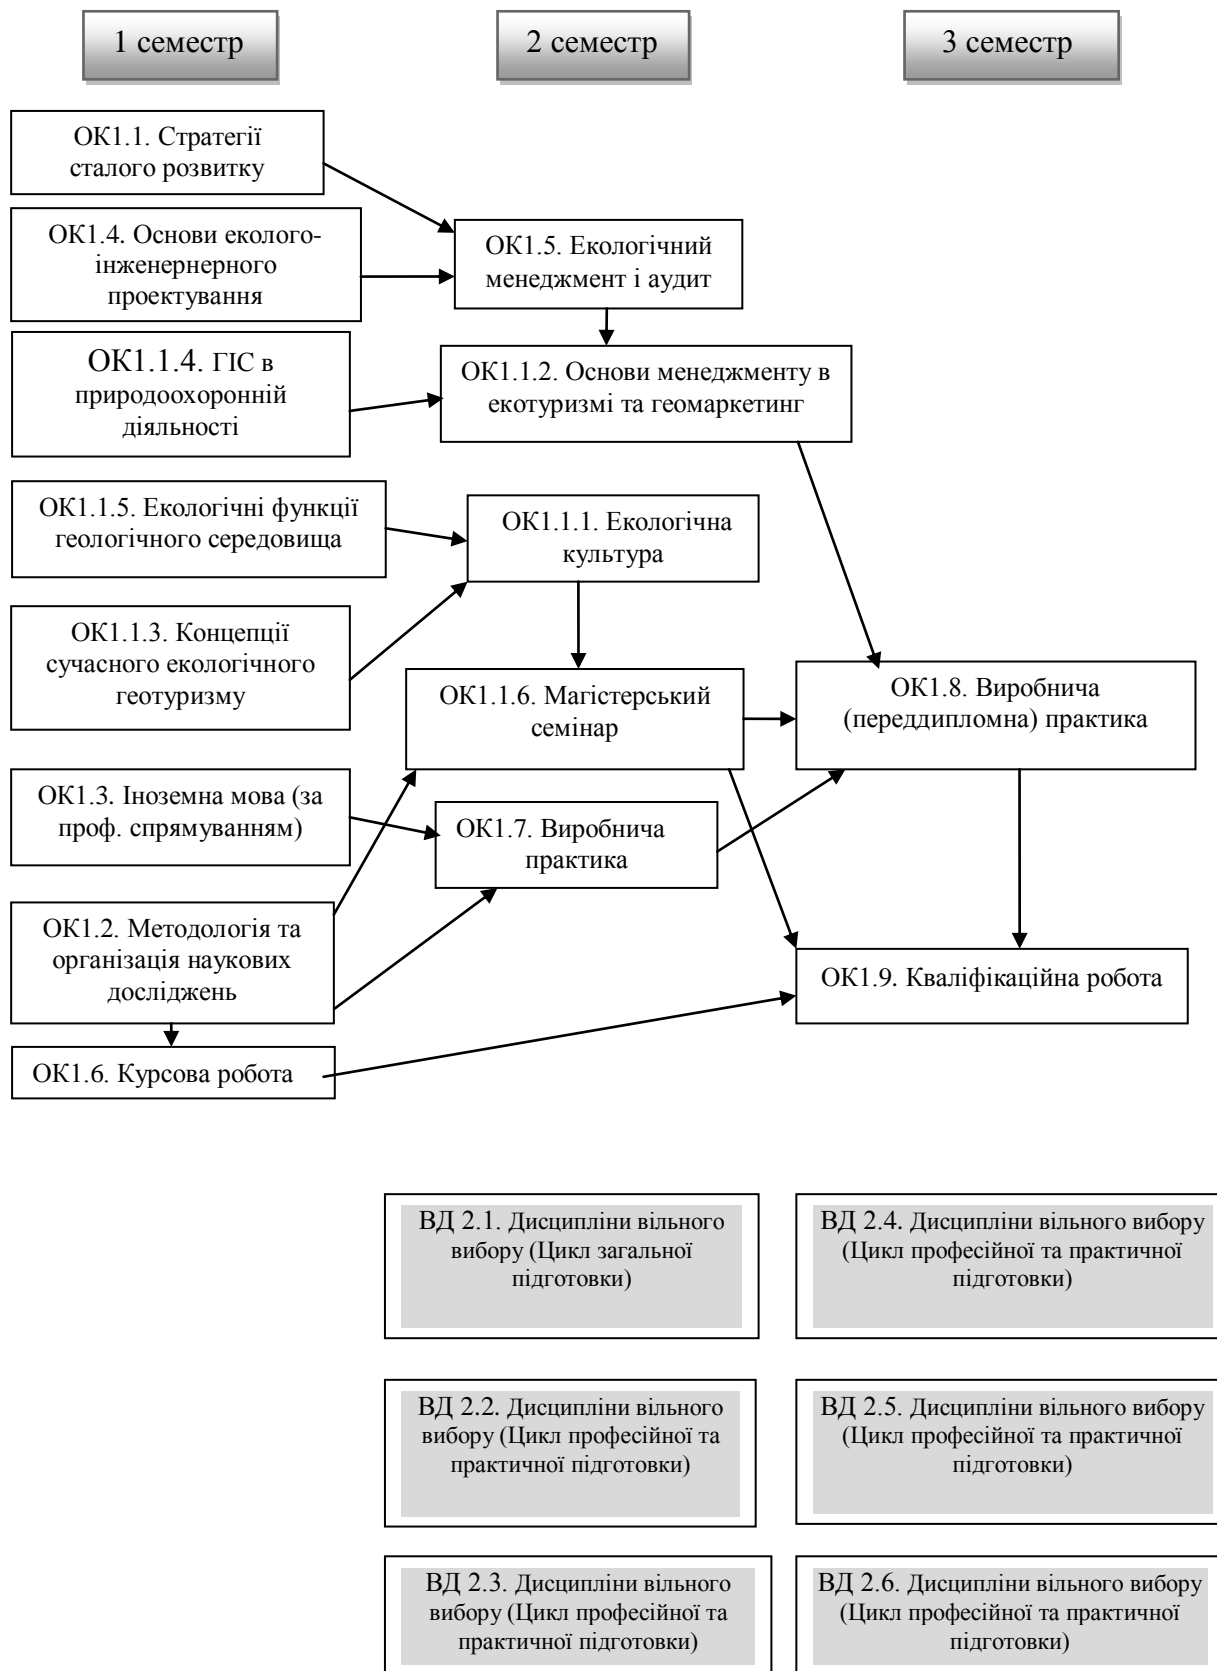 1 семестр
2 семестр
3 семестр
ОК1.1. Стратегії
сталого розвитку
ОК1.4. Основи еколого-
інженернерного
проектування
ОК1.5. Екологічний
менеджмент і аудит
ОК1.1.4. ГІС в
природоохоронній
діяльності
ОК1.1.2. Основи менеджменту в
екотуризмі та геомаркетинг
ОК1.1.5. Екологічні функції
геологічного середовища
ОК1.1.1. Екологічна
культура
ОК1.1.3. Концепції
сучасного екологічного
геотуризму
ОК1.1.6. Магістерський
семінар
ОК1.8. Виробнича
(переддипломна) практика
ОК1.3. Іноземна мова (за
проф. спрямуванням)
ОК1.7. Виробнича
практика
ОК1.2. Методологія та
організація наукових
досліджень
ОК1.9. Кваліфікаційна робота
ОК1.6. Курсова робота
ВД 2.1. Дисципліни вільного
вибору (Цикл загальної
підготовки)
ВД 2.4. Дисципліни вільного вибору
(Цикл професійної та практичної
підготовки)
ВД 2.2. Дисципліни вільного
вибору (Цикл професійної та
практичної підготовки)
ВД 2.5. Дисципліни вільного вибору
(Цикл професійної та практичної
підготовки)
ВД 2.3. Дисципліни вільного
вибору (Цикл професійної та
практичної підготовки)
ВД 2.6. Дисципліни вільного вибору
(Цикл професійної та практичної
підготовки)